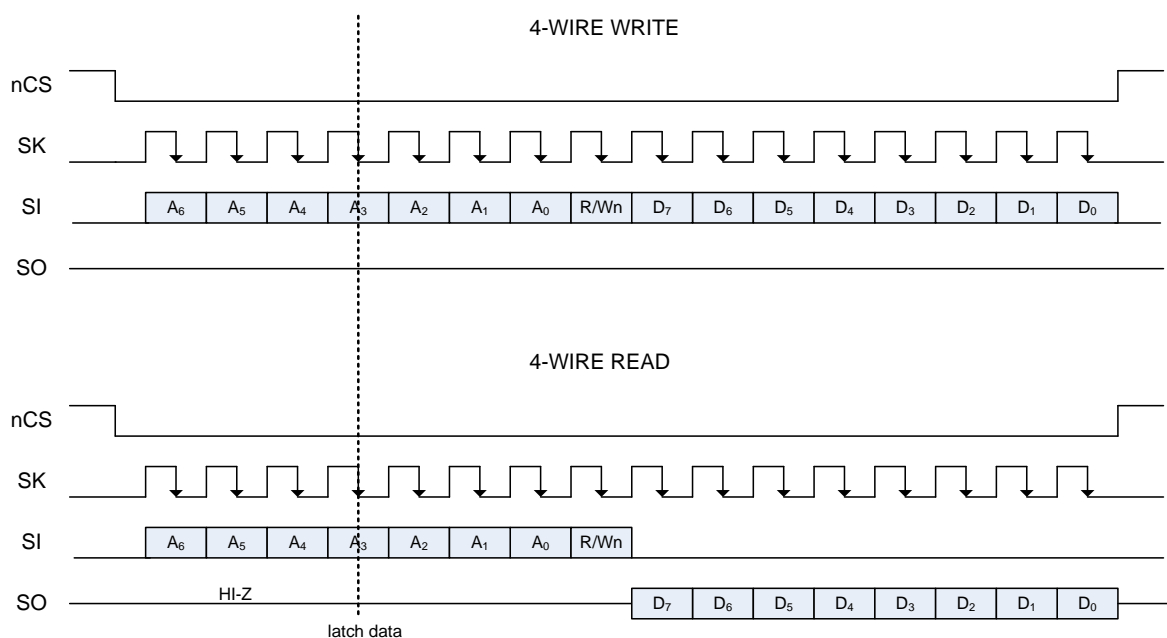 4-WIRE WRITE
nCS
SK
SI A6 A5 A4 A3 A2 A1 A0 R/Wn D7 D6 D5 D4 D3 D2 D1 D0
SO
4-WIRE READ
nCS
SK
SI A6 A5 A4 A3 A2 A1 A0 R/Wn
SO HI-Z D7 D6 D5 D4 D3 D2 D1 D0
latch data